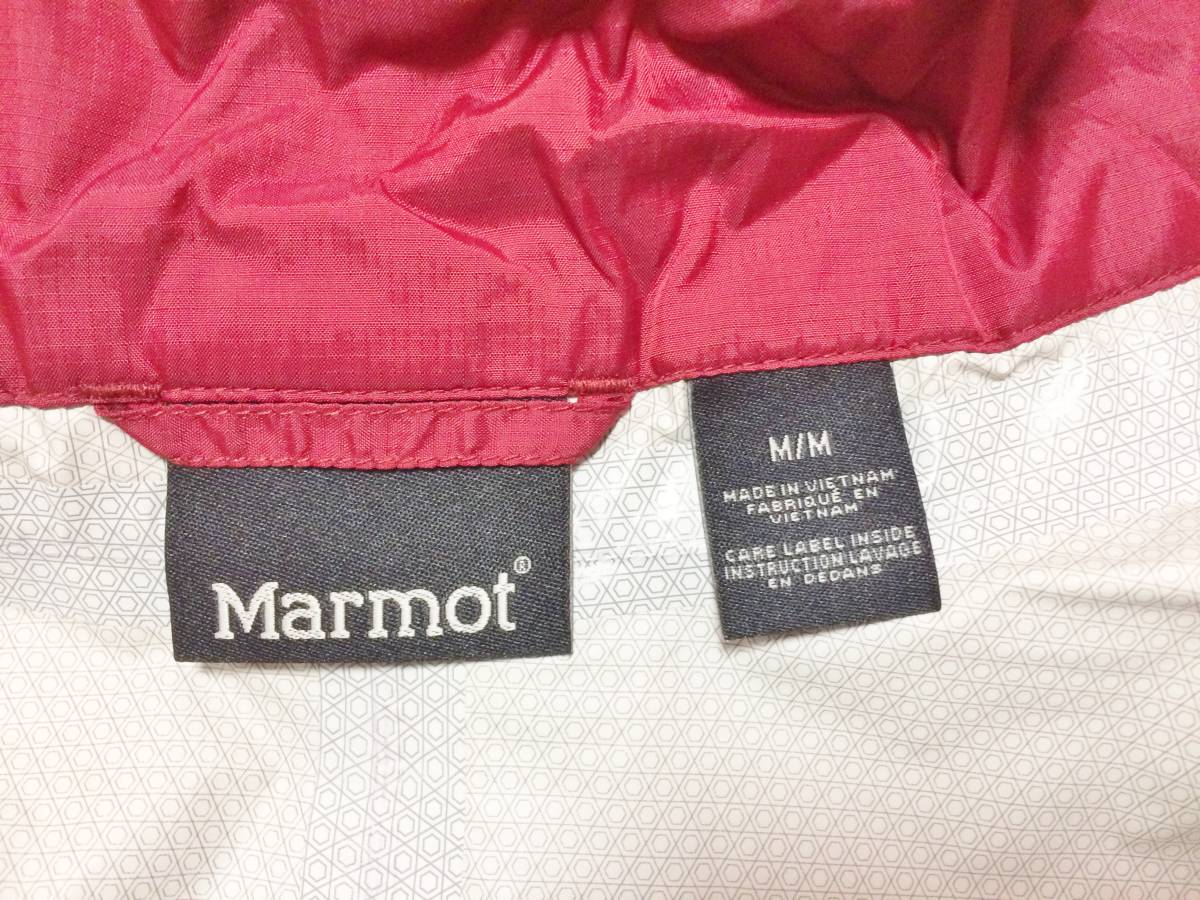 Marmot®
M/M
MADE IN VIETNAM
FABRIQUÉ EN
VIETNAM
CARE LABEL INSIDE
INSTRUCTION LAVAGE
EN DEDANS